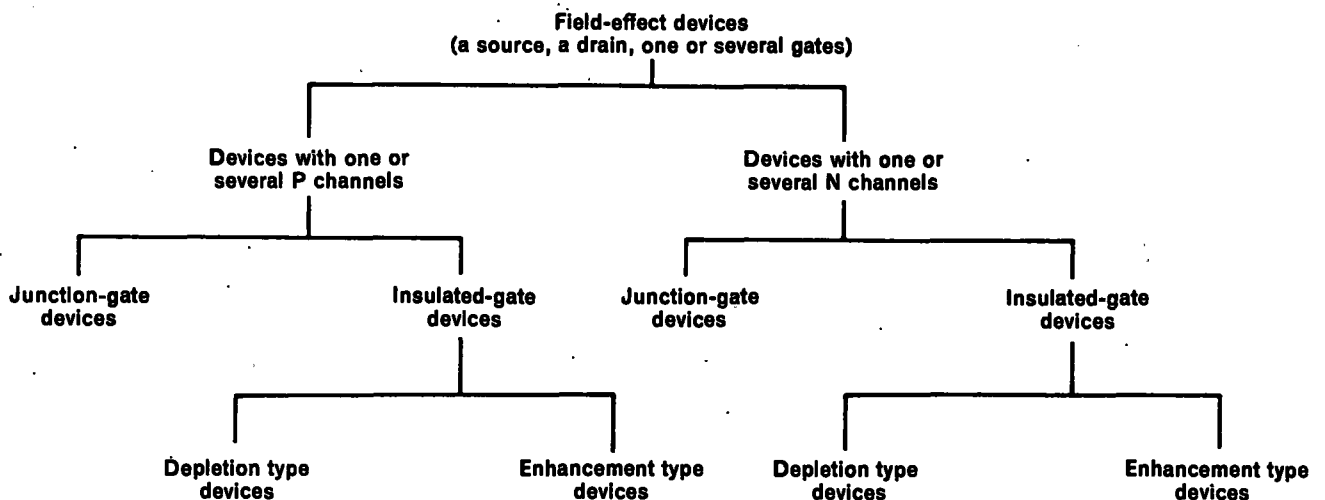 Field-effect devices
(a source, a drain, one or several gates)
Devices with one or
several P channels
Devices with one or
several N channels
Junction-gate
devices
Insulated-gate
devices
Junction-gate
devices
Insulated-gate
devices
Depletion type
devices
Enhancement type
devices
Depletion type
devices
Enhancement type
devices